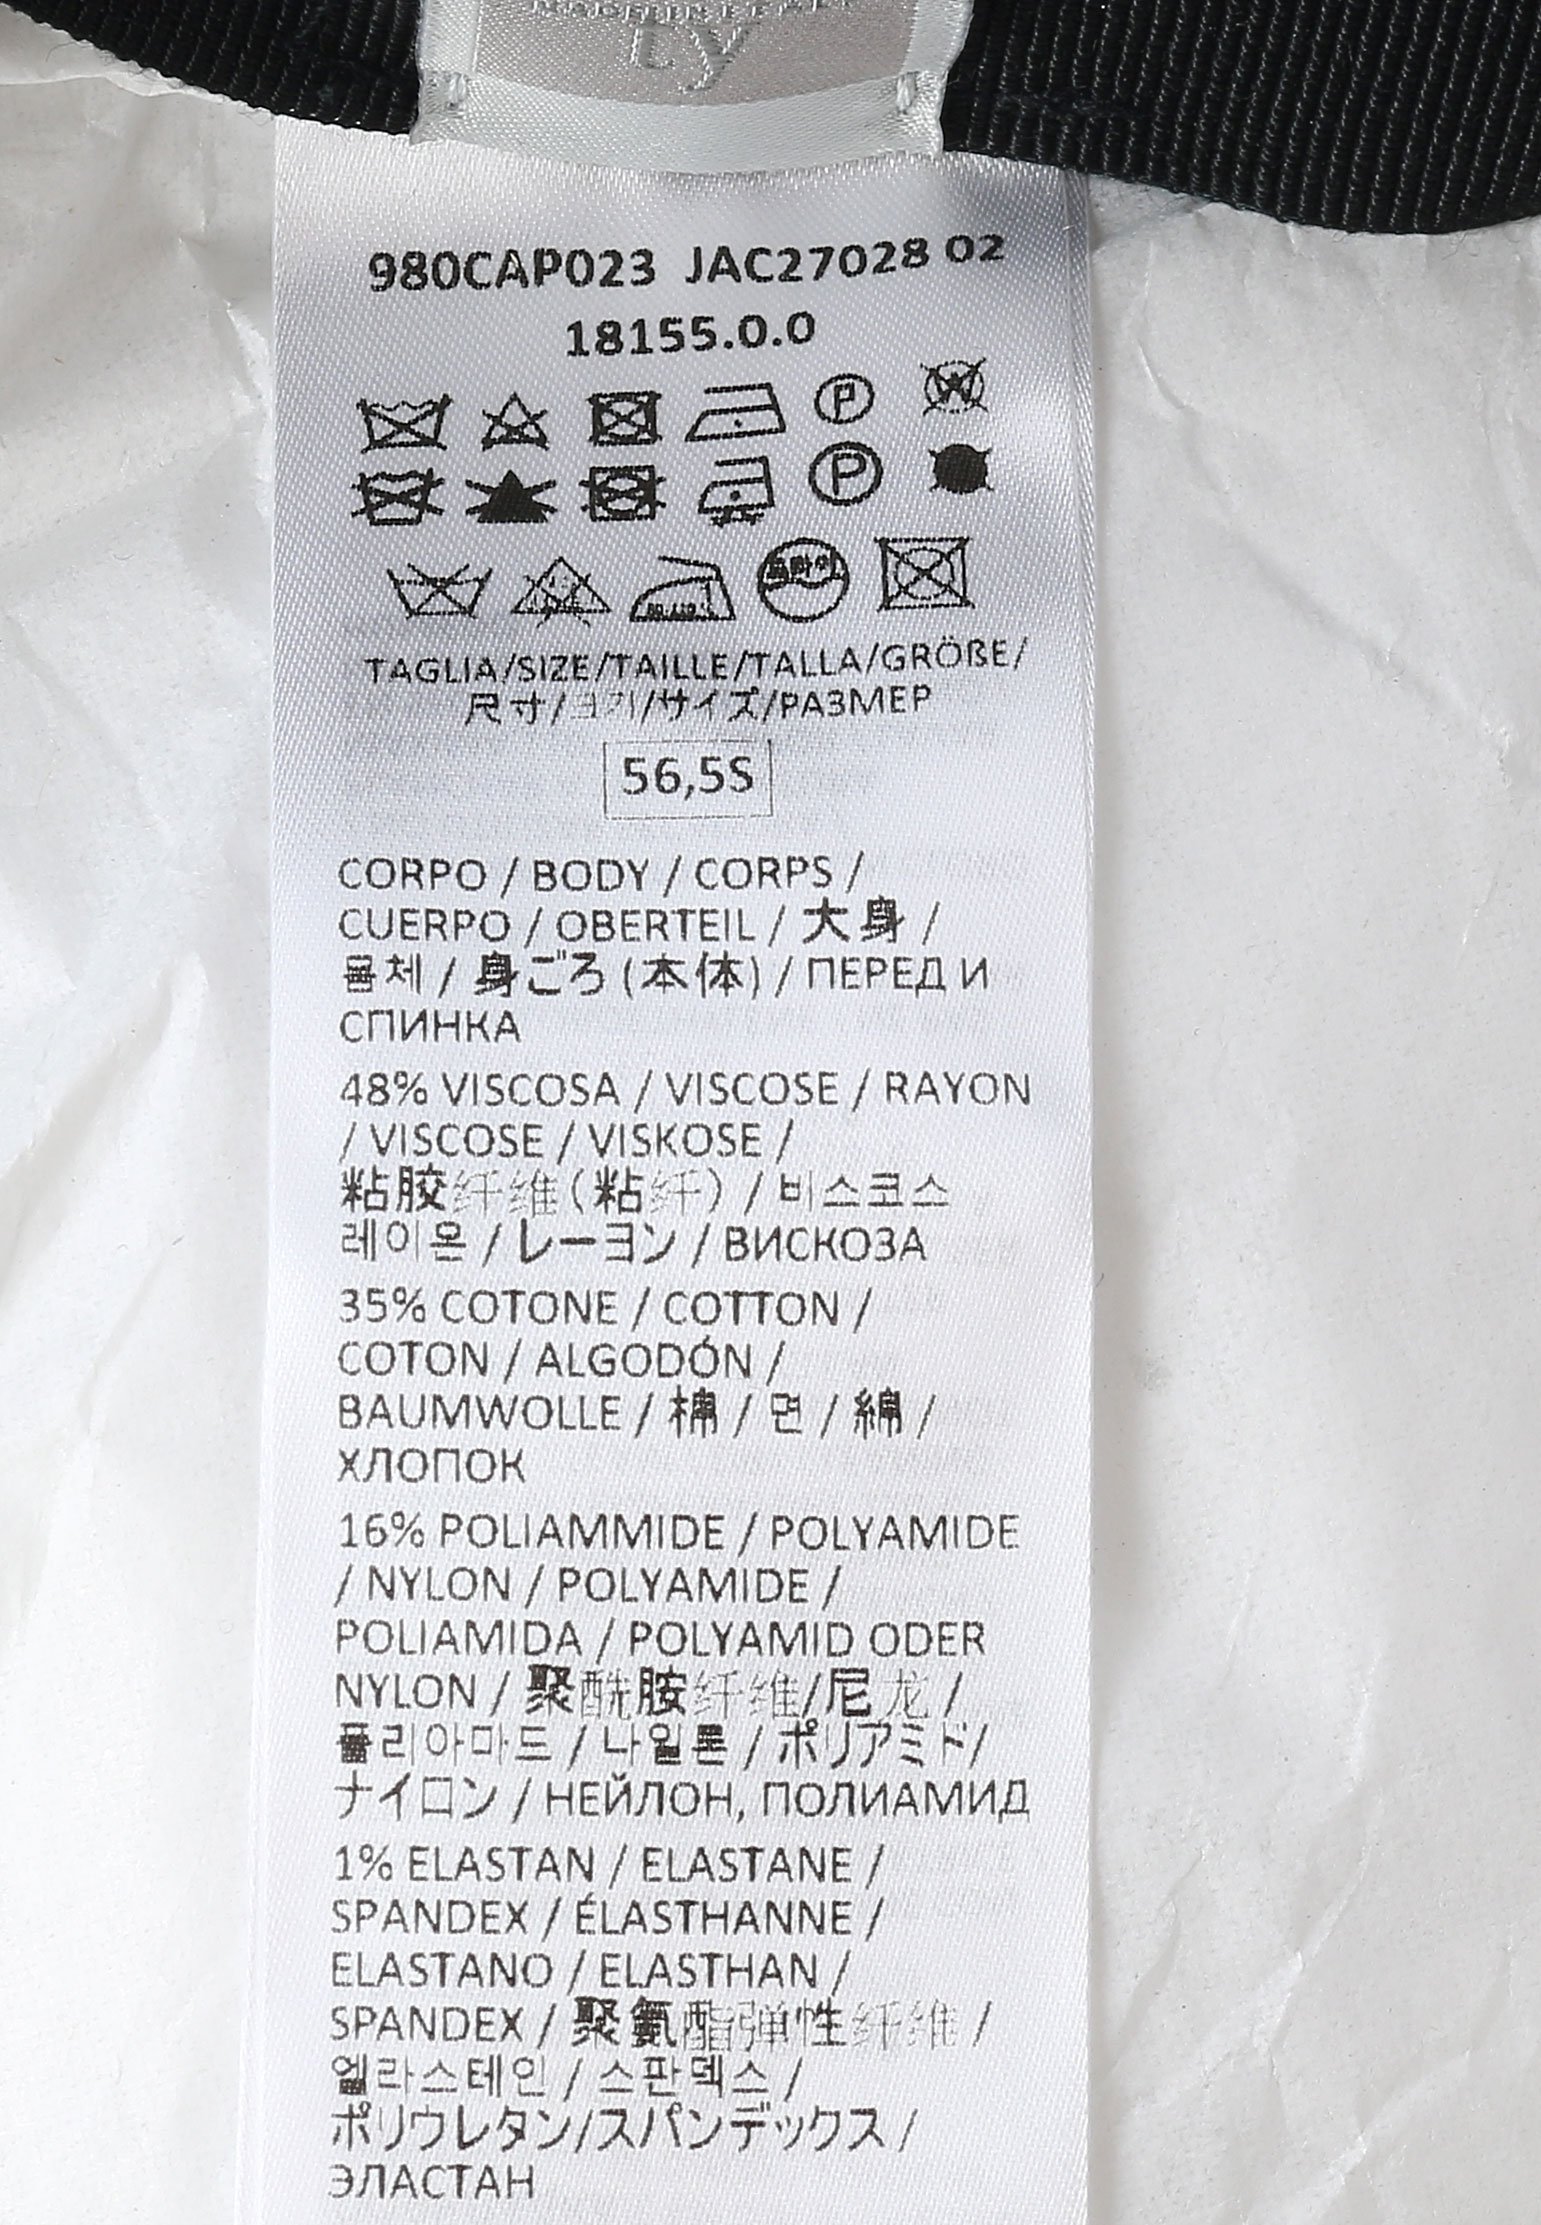 ty
980CAP023 JAC27028 02
18155.0.0
P W
P
드라이
TAGLIA/SIZE/TAILLE/TALLA/GRÖßE/
尺寸/크기/サイズ/РАЗМЕР
56,5S
CORPO / BODY / CORPS /
CUERPO / OBERTEIL / 大身 /
몸체 / 身ごろ (本体) / ПЕРЕД И
СПИНКА
48% VISCOSA / VISCOSE / RAYON
/ VISCOSE / VISKOSE /
粘胶纤维(粘纤) / 비스코스
레이온 / レーヨン / ВИСКОЗА
35% COTONE / COTTON /
COTON / ALGODÓN /
BAUMWOLLE / 棉 / 면 / 綿 /
ХЛОПОК
16% POLIAMMIDE / POLYAMIDE
/ NYLON / POLYAMIDE /
POLIAMIDA / POLYAMID ODER
NYLON / 聚酰胺纤维/尼龙 /
폴리아마드 / 나일론 / ポリアミド/
ナイロン / НЕЙЛОН, ПОЛИАМИД
1% ELASTAN / ELASTANE /
SPANDEX / ÉLASTHANNE /
ELASTANO / ELASTHAN /
SPANDEX / 聚氨酯弹性纤维 /
엘라스테인 / 스판덱스 /
ポリウレタン/スパンデックス /
ЭЛАСТАН